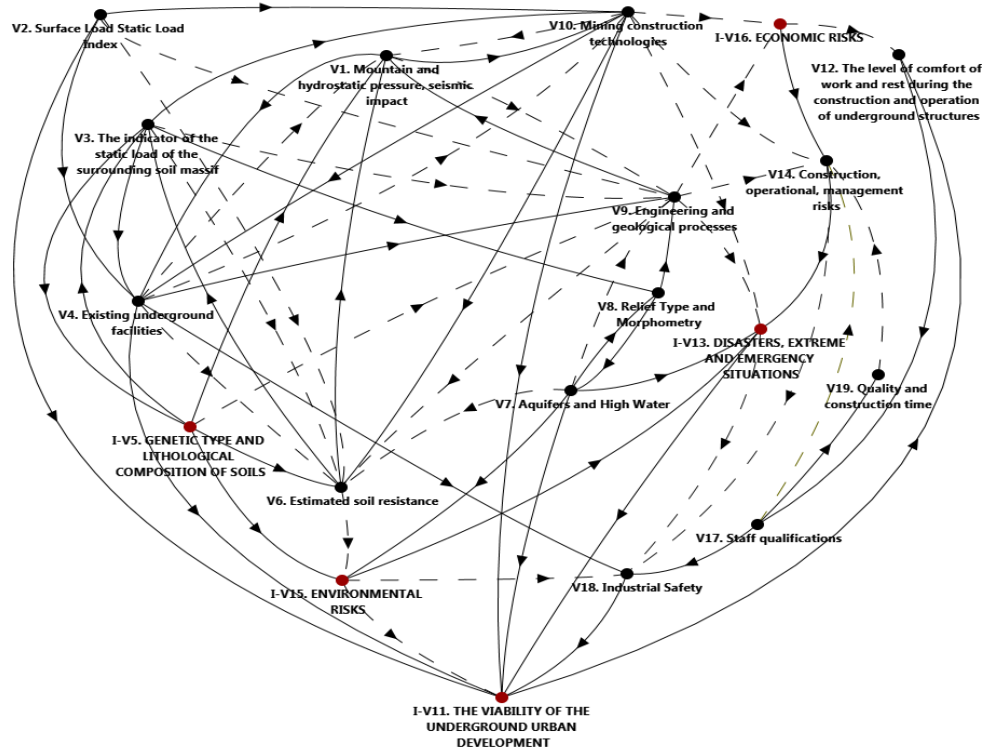 V2. Surface Load Static Load
Index
V10. Mining construction
technologies
I-V16. ECONOMIC RISKS
V1. Mountain and
hydrostatic pressure, seismic
impact
V12. The level of comfort of
work and rest during the
construction and operation
of underground structures
V3. The indicator of the
static load of the
surrounding soil massif
V14. Construction,
operational, management
risks
V9. Engineering and
geological processes
V4. Existing underground
facilities
V8. Relief Type and
Morphometry
I-V13. DISASTERS, EXTREME
AND EMERGENCY
SITUATIONS
V19. Quality and
construction time
V7. Aquifers and High Water
I-V5. GENETIC TYPE AND
LITHOLOGICAL
COMPOSITION OF SOILS
V6. Estimated soil resistance
V17. Staff qualifications
I-V15. ENVIRONMENTAL
RISKS
V18. Industrial Safety
I-V11. THE VIABILITY OF THE
UNDERGROUND URBAN
DEVELOPMENT